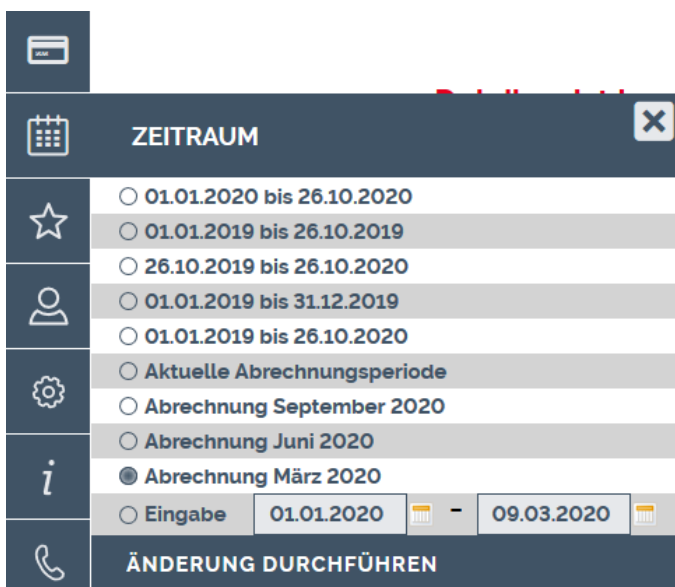 ZEITRAUM
01.01.2020 bis 26.10.2020
01.01.2019 bis 26.10.2019
26.10.2019 bis 26.10.2020
01.01.2019 bis 31.12.2019
01.01.2019 bis 26.10.2020
Aktuelle Abrechnungsperiode
Abrechnung September 2020
Abrechnung Juni 2020
Abrechnung März 2020
Eingabe 01.01.2020 - 09.03.2020
ÄNDERUNG DURCHFÜHREN